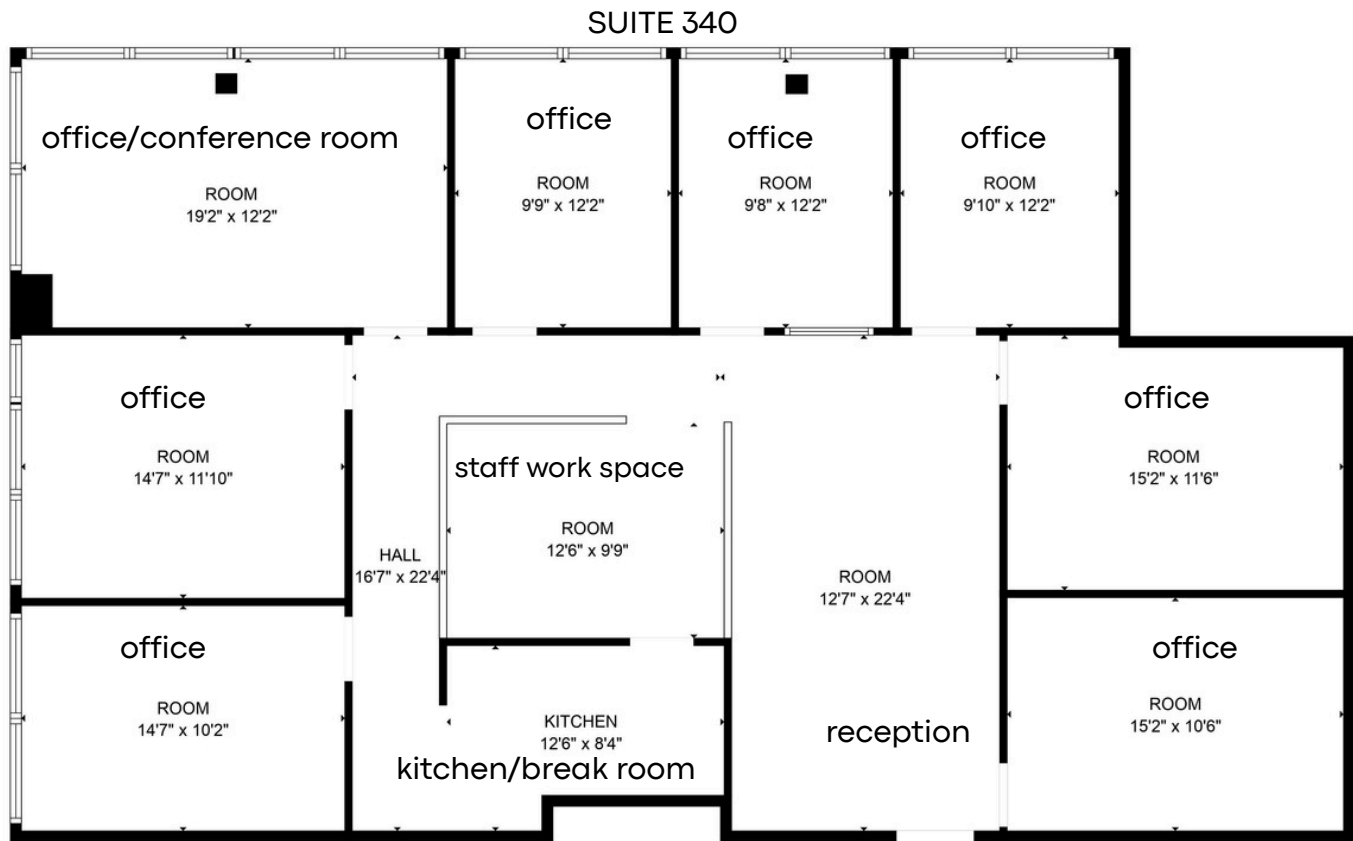 SUITE 340
office/conference room
ROOM
19'2" x 12'2"
office
ROOM
9'9" x 12'2"
office
ROOM
9'8" x 12'2"
office
ROOM
9'10" x 12'2"
office
ROOM
14'7" x 11'10"
staff work space
ROOM
12'6" x 9'9"
HALL
16'7" x 22'4"
ROOM
12'7" x 22'4"
office
ROOM
15'2" x 11'6"
office
ROOM
14'7" x 10'2"
KITCHEN
12'6" x 8'4"
kitchen/break room
reception
office
ROOM
15'2" x 10'6"